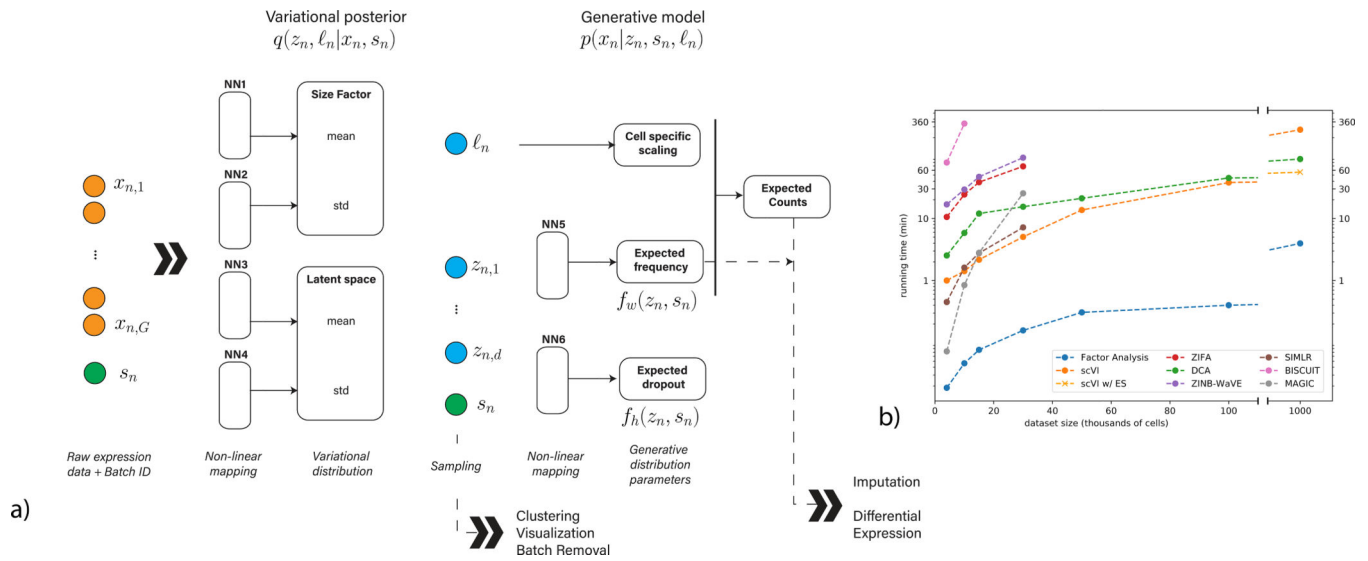 Variational posterior
q(z_n, ℓ_n|x_n, s_n)
Generative model
p(x_n|z_n, s_n, ℓ_n)
x_{n,1}
...
x_{n,G}
s_n
Raw expression
data + Batch ID
NN1
NN2
NN3
NN4
Non-linear
mapping
Size Factor
mean
std
Latent space
mean
std
Variational
distribution
ℓ_n
z_{n,1}
...
z_{n,d}
s_n
Sampling
NN5
NN6
Non-linear
mapping
Cell specific
scaling
Expected
frequency
f_w(z_n, s_n)
Expected
dropout
f_h(z_n, s_n)
Generative
distribution
parameters
Expected
Counts
Clustering
Visualization
Batch Removal
Imputation
Differential
Expression
a)
running time (min)
360
60
30
10
1
360
60
30
10
1
0
20
40
60
80
100
1000
dataset size (thousands of cells)
Factor Analysis
scVI
scVI w/ ES
ZIFA
DCA
ZINB-WaVE
SIMLR
BISCUIT
MAGIC
b)